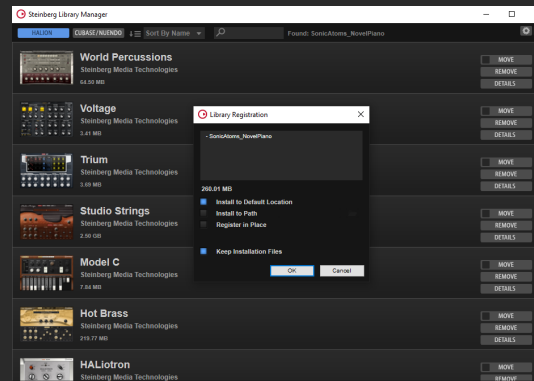 Steinberg Library Manager
HALION CUBASE/NUENDO Sort By Name Found: SonicAtoms_NovelPiano
World Percussions
Steinberg Media Technologies
64.50 MB
MOVE
REMOVE
DETAILS
Voltage
Steinberg Media Technologies
3.41 MB
MOVE
REMOVE
DETAILS
Trium
Steinberg Media Technologies
3.69 MB
MOVE
REMOVE
DETAILS
Studio Strings
Steinberg Media Technologies
2.50 GB
MOVE
REMOVE
DETAILS
Model C
Steinberg Media Technologies
7.84 MB
MOVE
REMOVE
DETAILS
Hot Brass
Steinberg Media Technologies
219.77 MB
MOVE
REMOVE
DETAILS
HALiotron
Steinberg Media Technologies
MOVE
REMOVE
Library Registration
- SonicAtoms_NovelPiano
260.01 MB
Install to Default Location
Install to Path
Register in Place
Keep Installation Files
OK Cancel